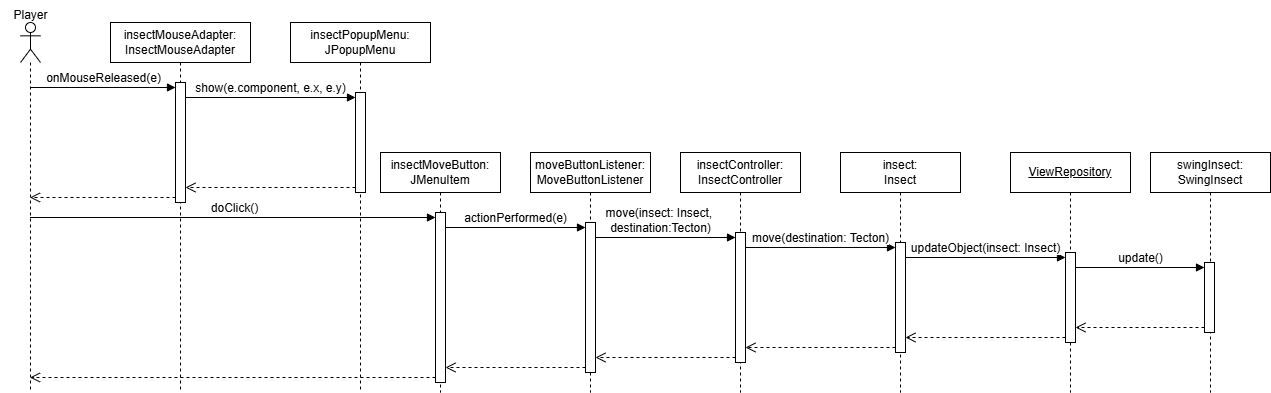 Player
insectMouseAdapter:
InsectMouseAdapter
insectPopupMenu:
JPopupMenu
onMouseReleased(e)
show(e.component, e.x, e.y)
insectMoveButton:
JMenuItem
moveButtonListener:
MoveButtonListener
insectController:
InsectController
insect:
Insect
ViewRepository
swingInsect:
SwingInsect
doClick()
actionPerformed(e)
move(insect: Insect,
destination:Tecton)
move(destination: Tecton)
updateObject(insect: Insect)
update()